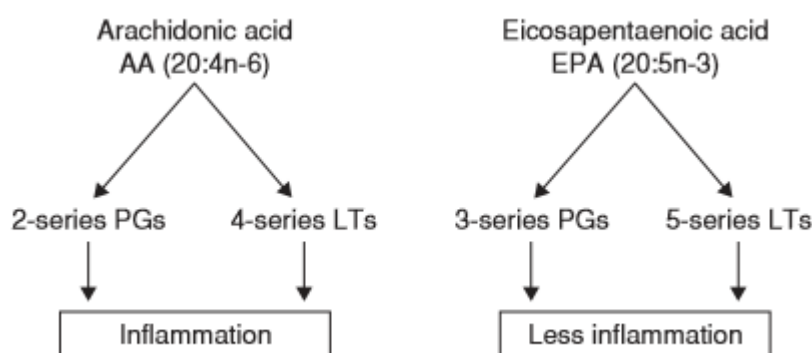 Arachidonic acid
AA (20:4n-6)
Eicosapentaenoic acid
EPA (20:5n-3)
2-series PGs
4-series LTs
3-series PGs
5-series LTs
Inflammation
Less inflammation